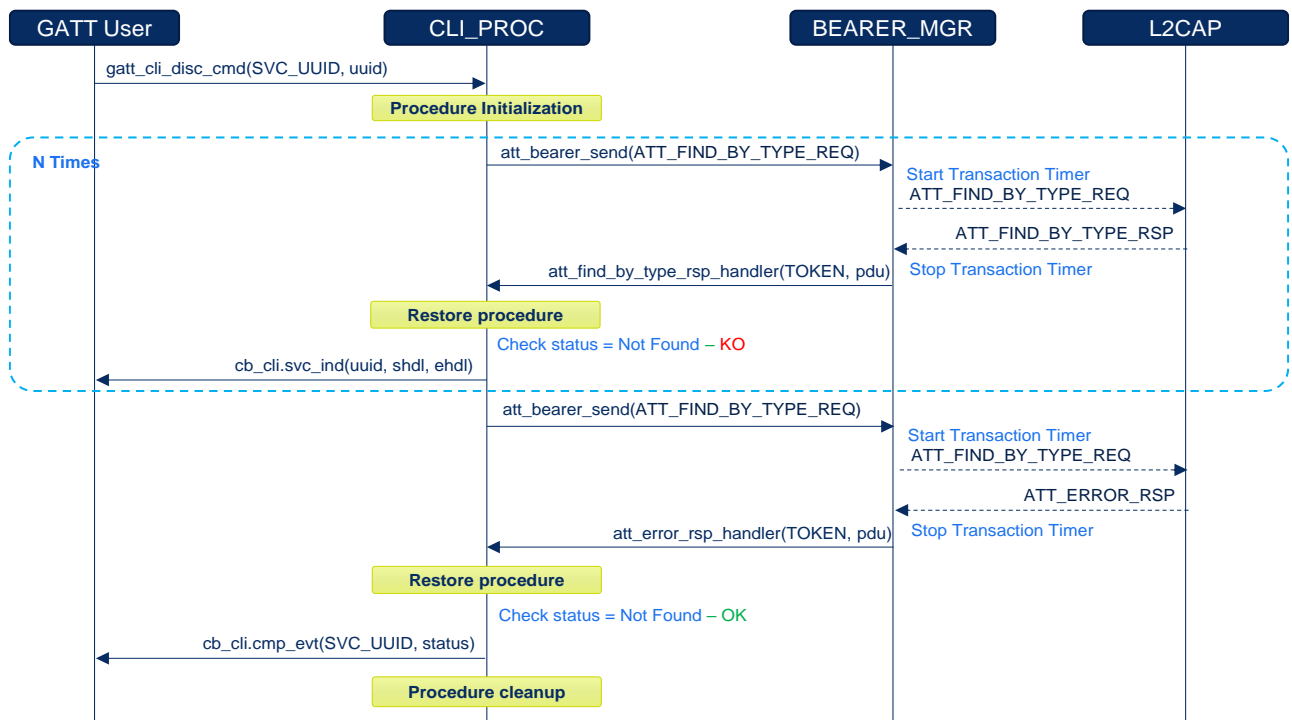 GATT User
CLI_PROC
BEARER_MGR
L2CAP
gatt_cli_disc_cmd(SVC_UUID, uuid)
Procedure Initialization
N Times
att_bearer_send(ATT_FIND_BY_TYPE_REQ)
Start Transaction Timer
ATT_FIND_BY_TYPE_REQ
ATT_FIND_BY_TYPE_RSP
att_find_by_type_rsp_handler(TOKEN, pdu)
Stop Transaction Timer
Restore procedure
Check status = Not Found – KO
cb_cli.svc_ind(uuid, shdl, ehdl)
att_bearer_send(ATT_FIND_BY_TYPE_REQ)
Start Transaction Timer
ATT_FIND_BY_TYPE_REQ
ATT_ERROR_RSP
att_error_rsp_handler(TOKEN, pdu)
Stop Transaction Timer
Restore procedure
Check status = Not Found – OK
cb_cli.cmp_evt(SVC_UUID, status)
Procedure cleanup